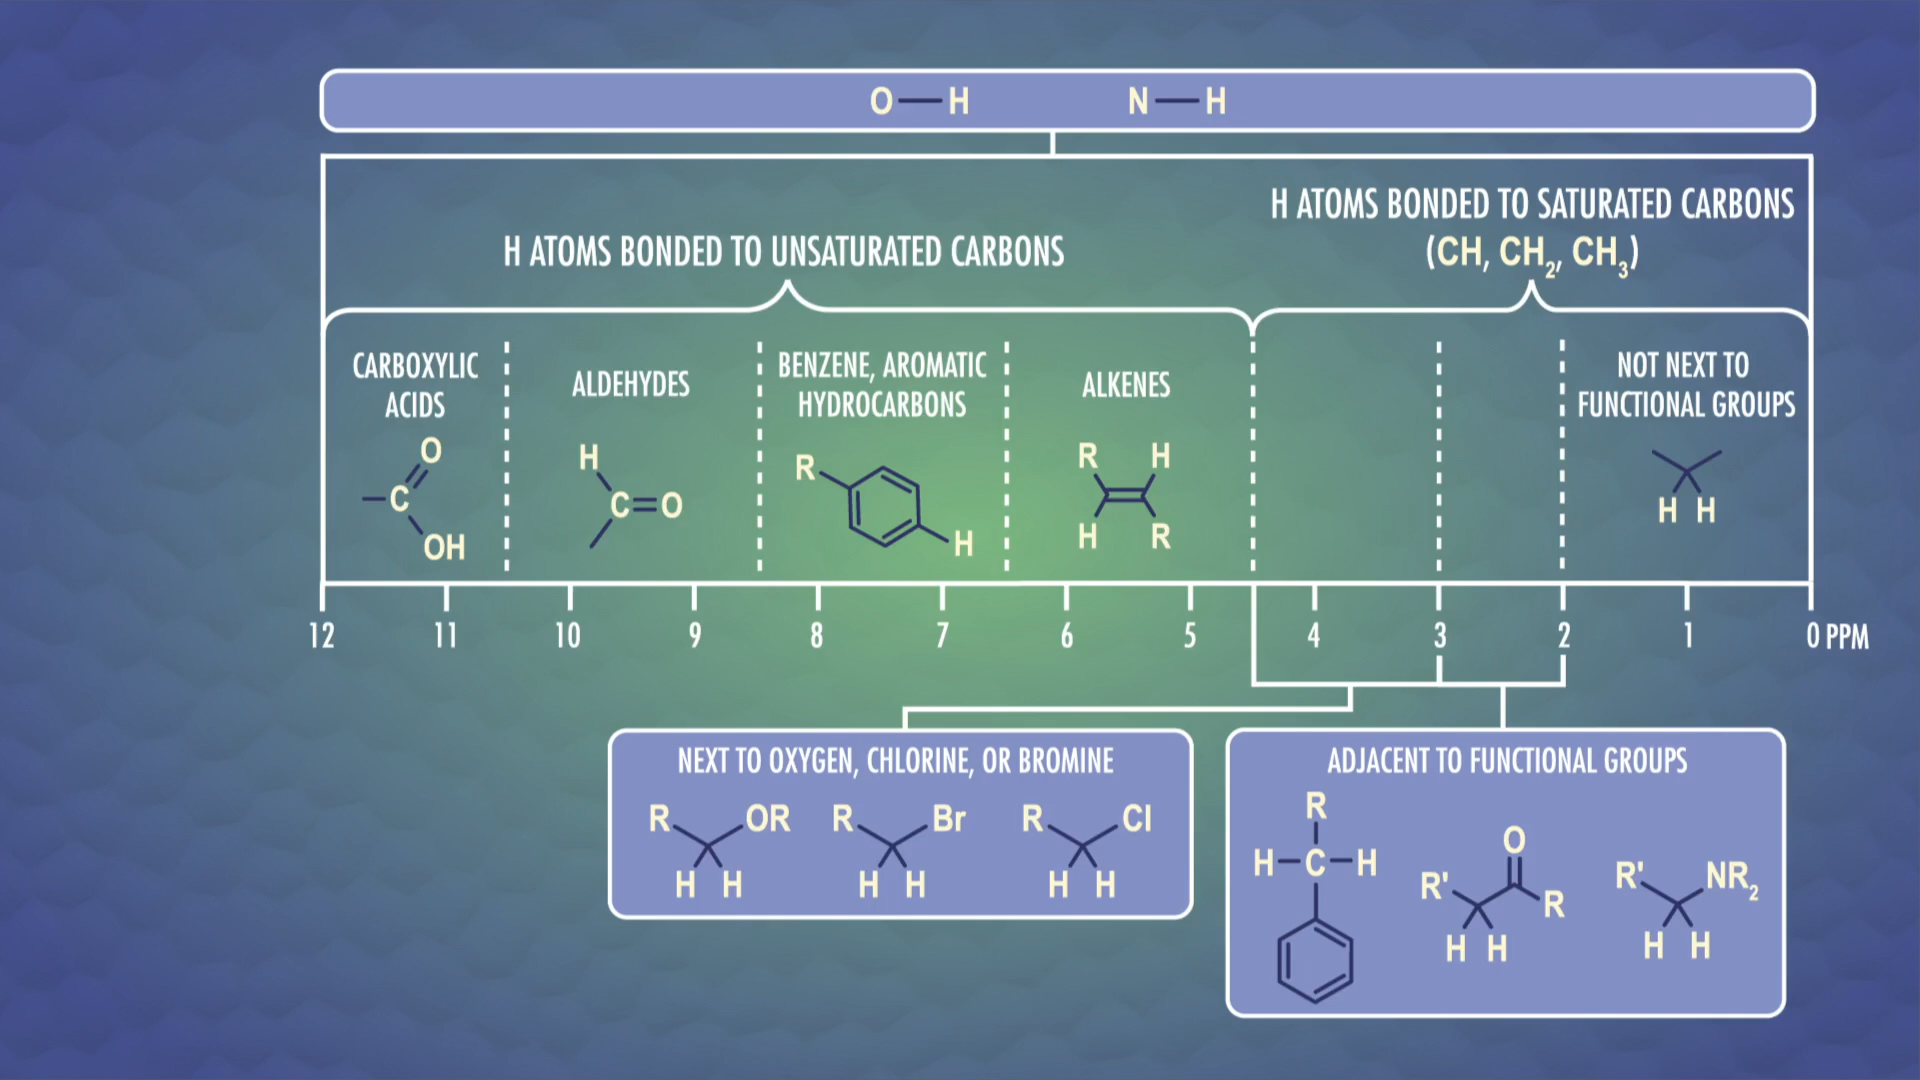 O—H N—H
H ATOMS BONDED TO SATURATED CARBONS
(CH, CH₂, CH₃)
H ATOMS BONDED TO UNSATURATED CARBONS
CARBOXYLIC
ACIDS
ALDEHYDES
BENZENE, AROMATIC
HYDROCARBONS
ALKENES
NOT NEXT TO
FUNCTIONAL GROUPS
O
C
OH
H
C=O
R
H
R H
H R
H H
12 11 10 9 8 7 6 5 4 3 2 1 0 PPM
NEXT TO OXYGEN, CHLORINE, OR BROMINE
R OR R Br R Cl
H H H H H H
ADJACENT TO FUNCTIONAL GROUPS
R
H—C—H
O
R' R
H H
R' NR₂
H H